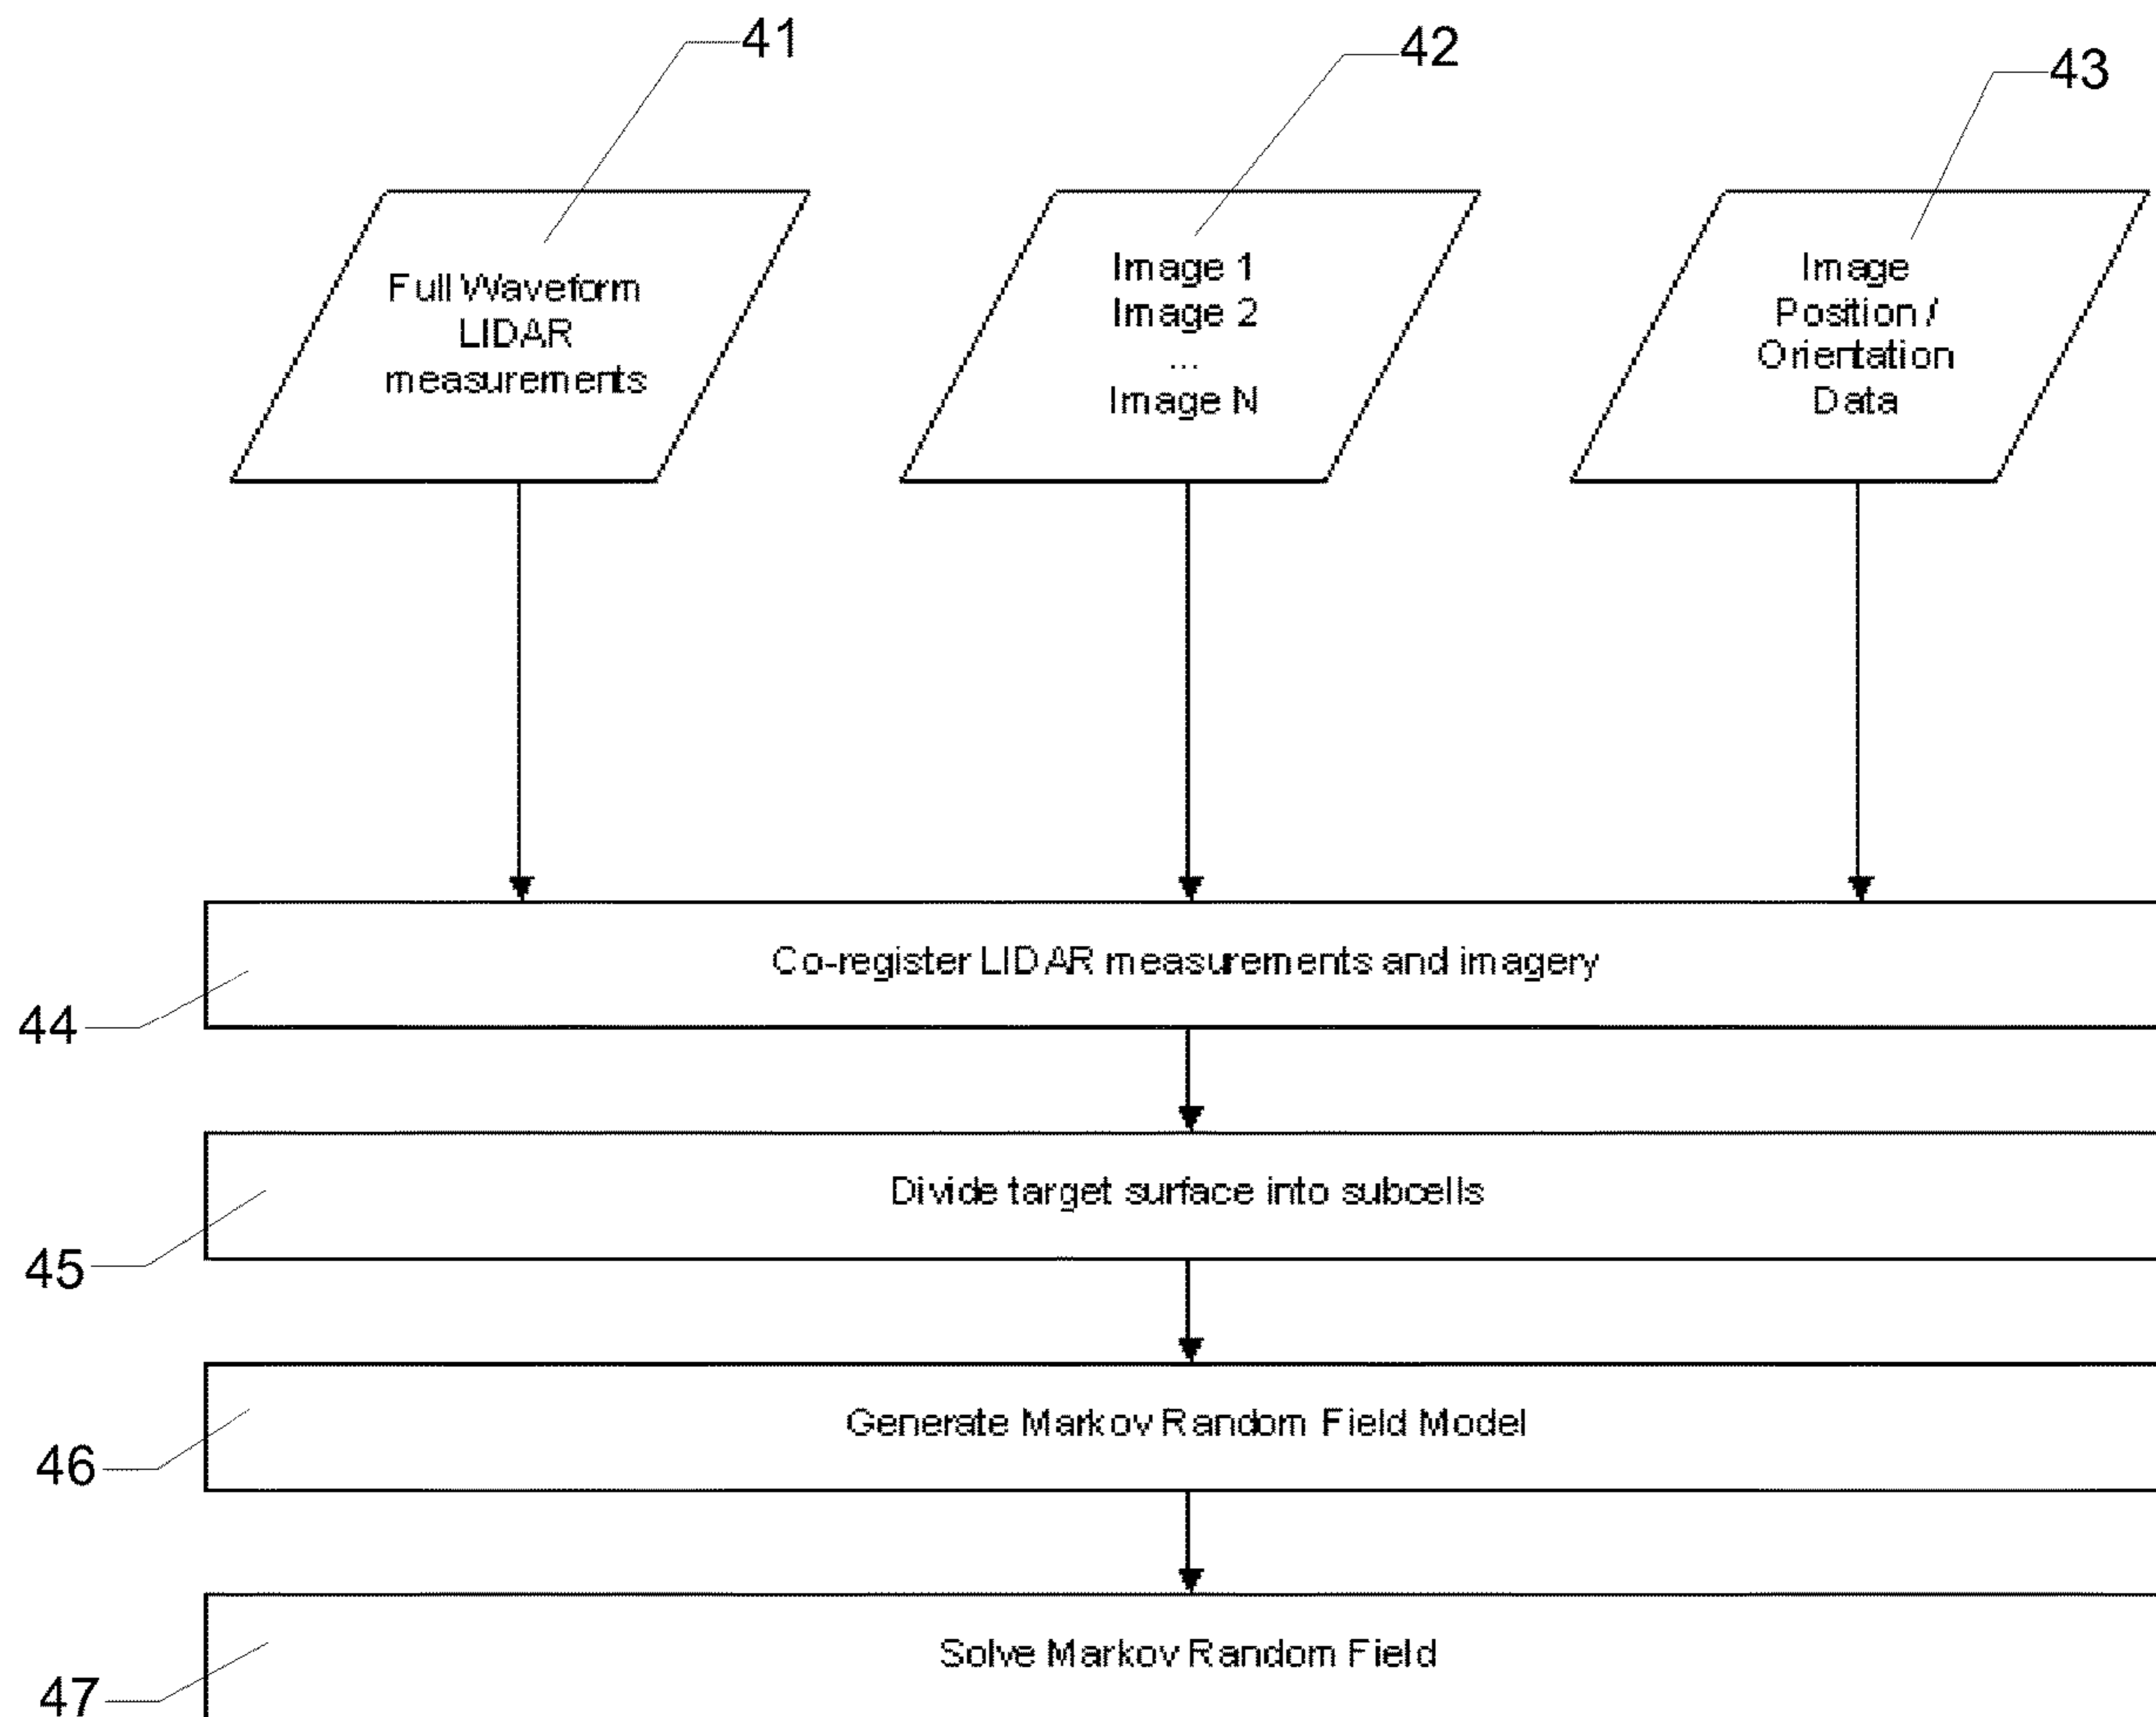 41
42
43
Full Waveform
LIDAR
measurements
Image 1
Image 2
...
Image N
Image
Position /
Orientation
Data
Co-register LIDAR measurements and imagery
44
Divide target surface into subcells
45
Generate Markov Random Field Model
46
Solve Markov Random Field
47